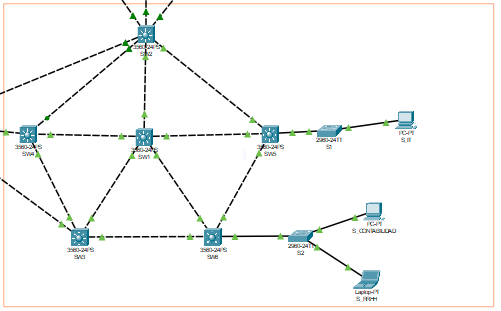 3560-24PS
SW2
3560-24PS
SW4
3560-24PS
SW1
3560-24PS
SW5
2960-24TT
S1
PC-PT
S_TI
3560-24PS
SW3
3560-24PS
SW6
2960-24TT
S2
PC-PT
S_CONTABILIDAD
Laptop-PT
S_RRHH